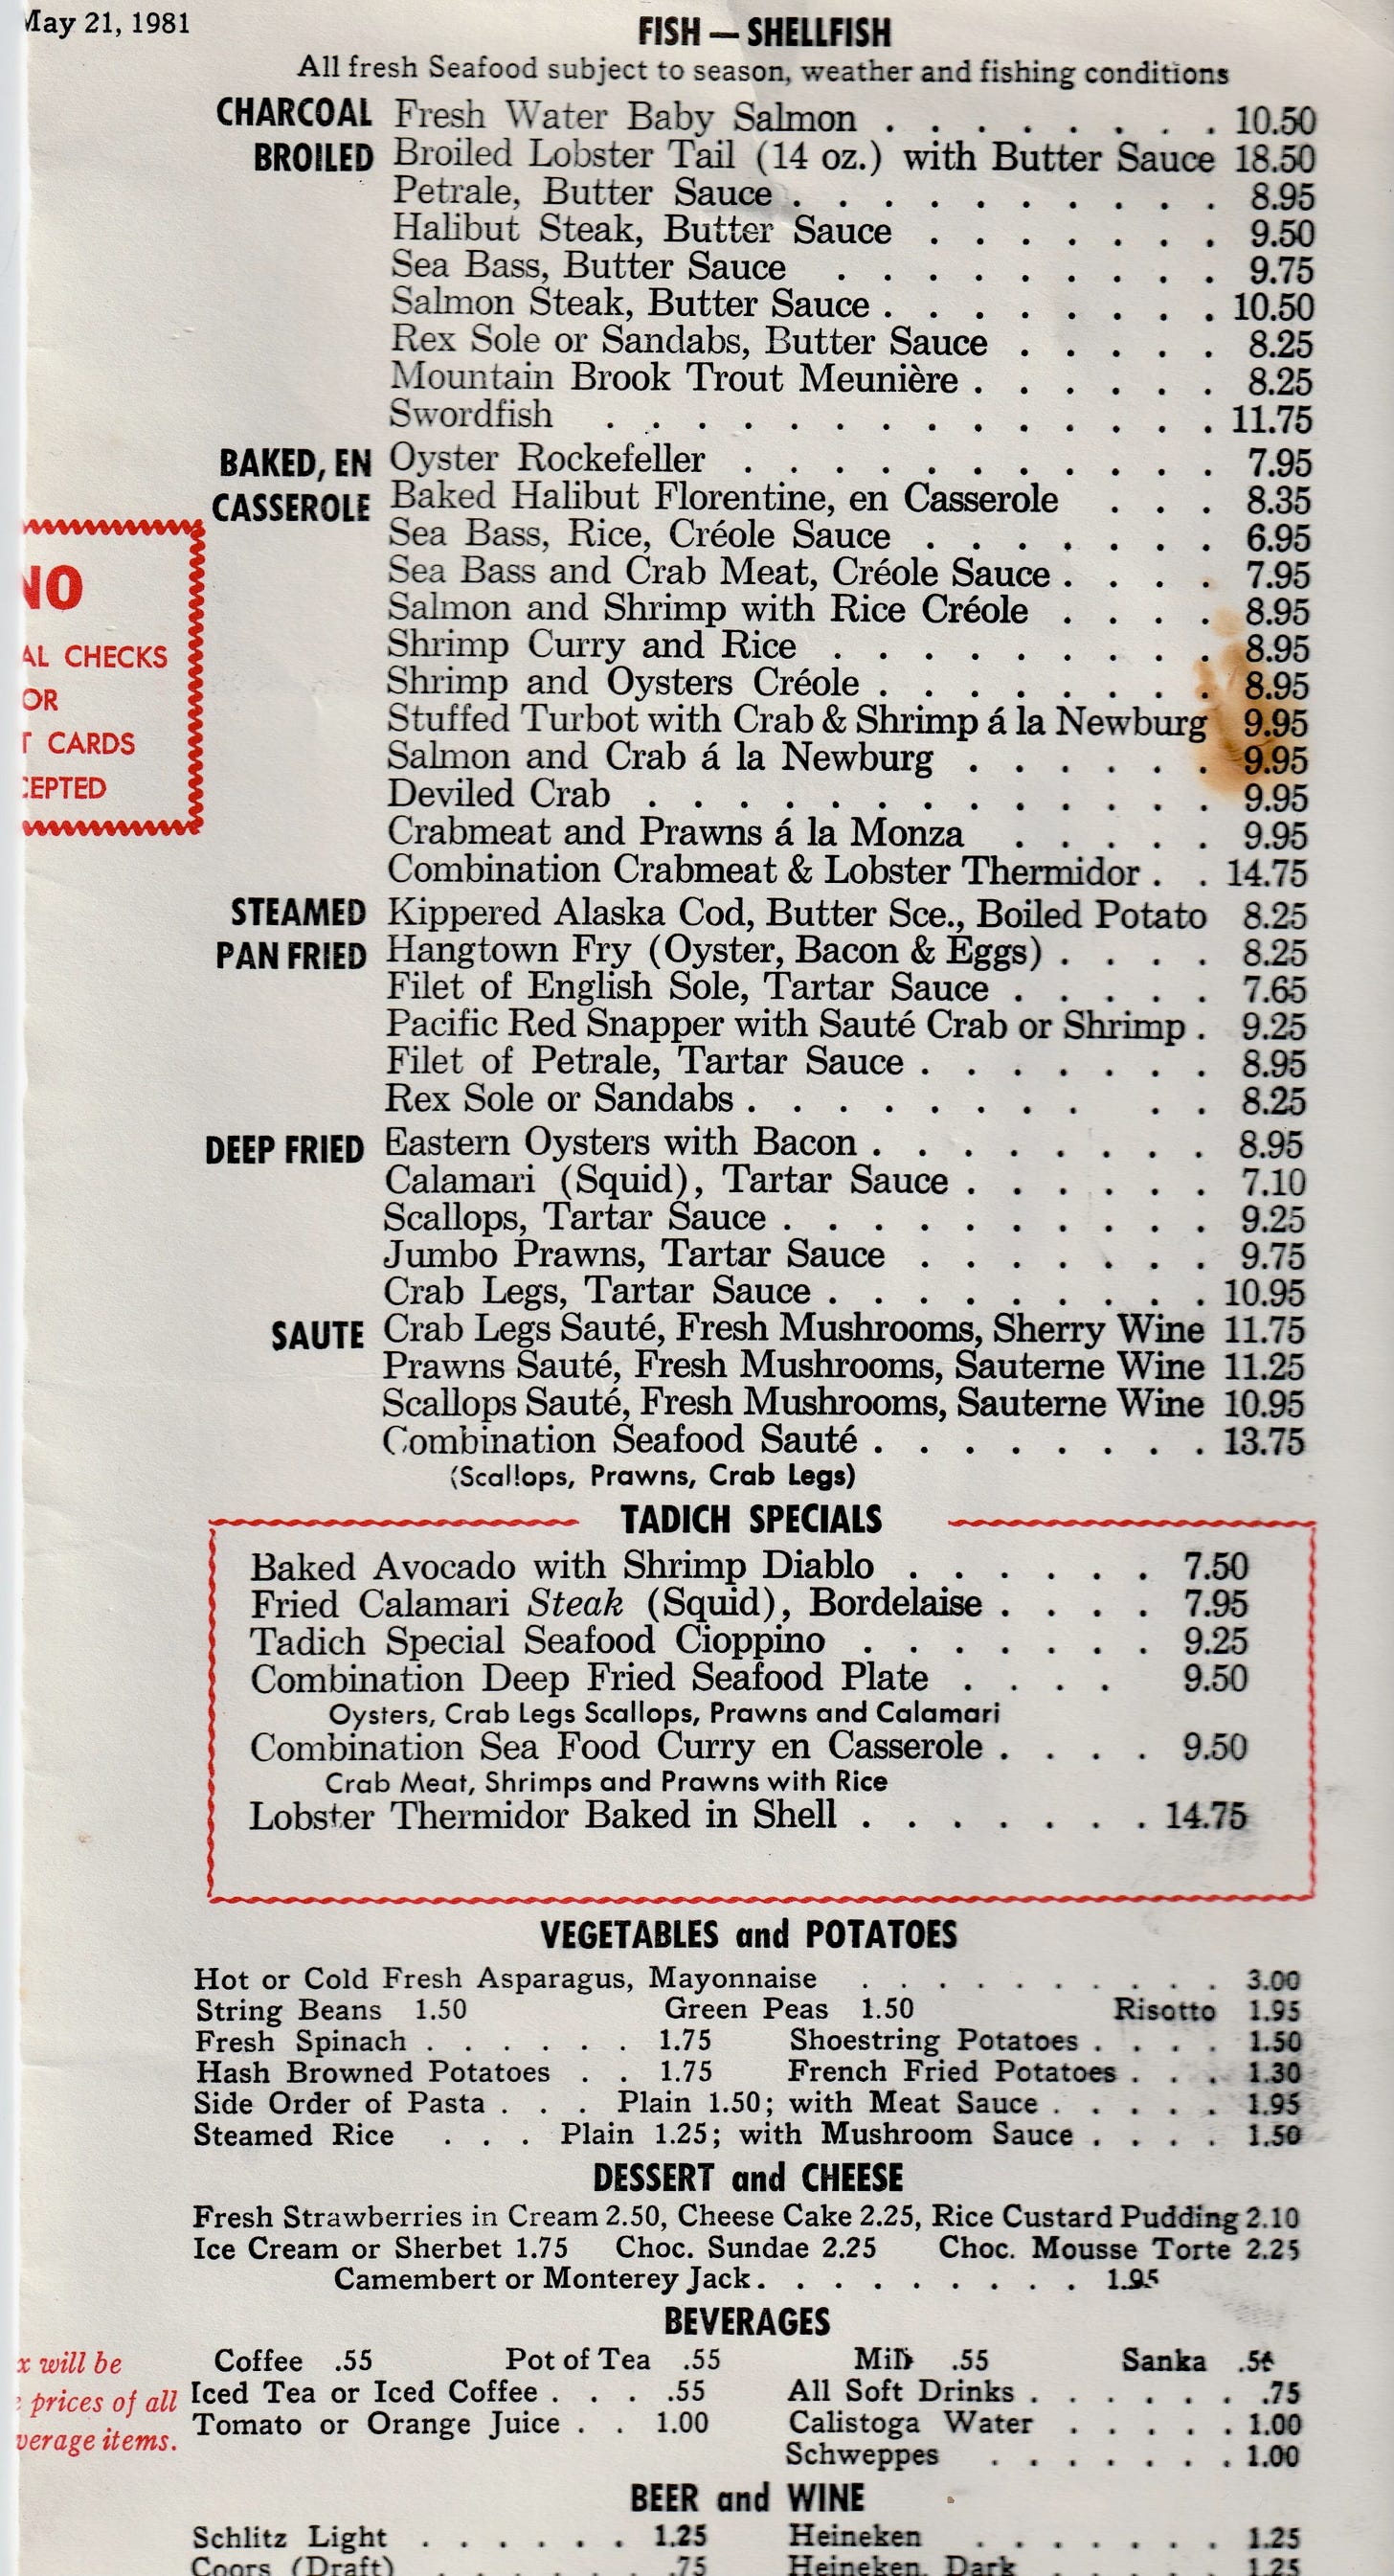 May 21, 1981
FISH — SHELLFISH
All fresh Seafood subject to season, weather and fishing conditions
CHARCOAL Fresh Water Baby Salmon . . . . . . . . 10.50
BROILED Broiled Lobster Tail (14 oz.) with Butter Sauce 18.50
Petrale, Butter Sauce . . . . . . . . . . 8.95
Halibut Steak, Butter Sauce . . . . . . . 9.50
Sea Bass, Butter Sauce . . . . . . . . . 9.75
Salmon Steak, Butter Sauce . . . . . . . . 10.50
Rex Sole or Sandabs, Butter Sauce . . . . . 8.25
Mountain Brook Trout Meunière . . . . . . 8.25
Swordfish . . . . . . . . . . . . . . 11.75
BAKED, EN Oyster Rockefeller . . . . . . . . . . . 7.95
CASSEROLE Baked Halibut Florentine, en Casserole . . . 8.35
Sea Bass, Rice, Créole Sauce . . . . . . . 6.95
Sea Bass and Crab Meat, Créole Sauce . . . . 7.95
Salmon and Shrimp with Rice Créole . . . . 8.95
Shrimp Curry and Rice . . . . . . . . . 8.95
Shrimp and Oysters Créole . . . . . . . . 8.95
Stuffed Turbot with Crab & Shrimp á la Newburg 9.95
Salmon and Crab á la Newburg . . . . . . 9.95
Deviled Crab . . . . . . . . . . . . . 9.95
Crabmeat and Prawns á la Monza . . . . . 9.95
Combination Crabmeat & Lobster Thermidor . . 14.75
STEAMED Kippered Alaska Cod, Butter Sce., Boiled Potato 8.25
PAN FRIED Hangtown Fry (Oyster, Bacon & Eggs) . . . . 8.25
Filet of English Sole, Tartar Sauce . . . . . 7.65
Pacific Red Snapper with Sauté Crab or Shrimp . 9.25
Filet of Petrale, Tartar Sauce . . . . . . . 8.95
Rex Sole or Sandabs . . . . . . . . . . 8.25
DEEP FRIED Eastern Oysters with Bacon . . . . . . . . 8.95
Calamari (Squid), Tartar Sauce . . . . . . 7.10
Scallops, Tartar Sauce . . . . . . . . . . 9.25
Jumbo Prawns, Tartar Sauce . . . . . . . 9.75
Crab Legs, Tartar Sauce . . . . . . . . . 10.95
SAUTE Crab Legs Sauté, Fresh Mushrooms, Sherry Wine 11.75
Prawns Sauté, Fresh Mushrooms, Sauterne Wine 11.25
Scallops Sauté, Fresh Mushrooms, Sauterne Wine 10.95
Combination Seafood Sauté . . . . . . . . 13.75
(Scallops, Prawns, Crab Legs)
NO
AL CHECKS
OR
T CARDS
CEPTED
TADICH SPECIALS
Baked Avocado with Shrimp Diablo . . . . . . 7.50
Fried Calamari Steak (Squid), Bordelaise . . . . 7.95
Tadich Special Seafood Cioppino . . . . . . . 9.25
Combination Deep Fried Seafood Plate . . . . 9.50
Oysters, Crab Legs Scallops, Prawns and Calamari
Combination Sea Food Curry en Casserole . . . . 9.50
Crab Meat, Shrimps and Prawns with Rice
Lobster Thermidor Baked in Shell . . . . . . . 14.75
VEGETABLES and POTATOES
Hot or Cold Fresh Asparagus, Mayonnaise . . . . . . . . . . 3.00
String Beans 1.50 Green Peas 1.50 Risotto 1.95
Fresh Spinach . . . . . . 1.75 Shoestring Potatoes . . . . 1.50
Hash Browned Potatoes . . 1.75 French Fried Potatoes . . . 1.30
Side Order of Pasta . . . Plain 1.50; with Meat Sauce . . . . . 1.95
Steamed Rice . . . Plain 1.25; with Mushroom Sauce . . . . 1.50
DESSERT and CHEESE
Fresh Strawberries in Cream 2.50, Cheese Cake 2.25, Rice Custard Pudding 2.10
Ice Cream or Sherbet 1.75 Choc. Sundae 2.25 Choc. Mousse Torte 2.25
Camembert or Monterey Jack . . . . . . . . . 1.95
BEVERAGES
Coffee .55 Pot of Tea .55 Milk .55 Sanka
Iced Tea or Iced Coffee . . . .55 All Soft Drinks . . . . . . . .75
Tomato or Orange Juice . . 1.00 Calistoga Water . . . . . 1.00
Schweppes . . . . . . . 1.00
x will be
prices of all
verage items.
BEER and WINE
Schlitz Light . . . . . . 1.25 Heineken . . . . . . . 1.25
Coors (Draft) . . . . . . .75 Heineken, Dark . . . . . 1.25